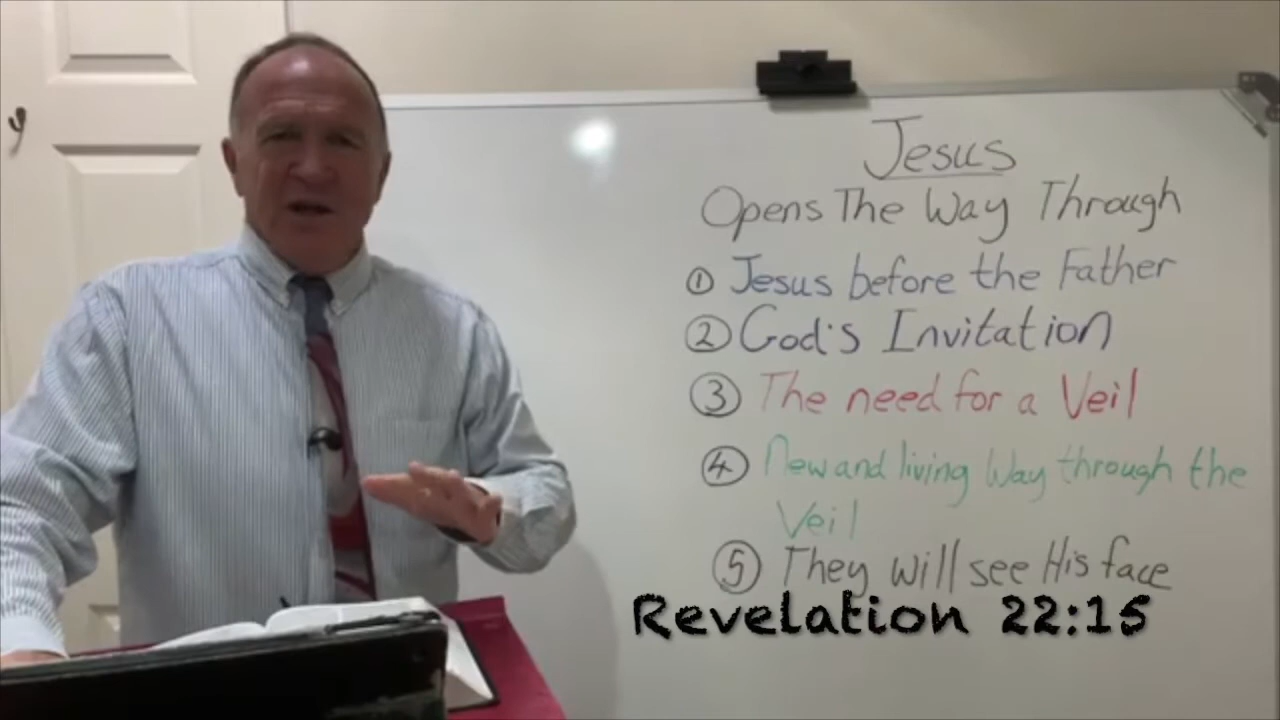 Jesus
Opens The Way Through
① Jesus before the Father
② God's Invitation
③ The need for a Veil
④ New and living Way through the
Veil
⑤ They will see His face
Revelation 22:15